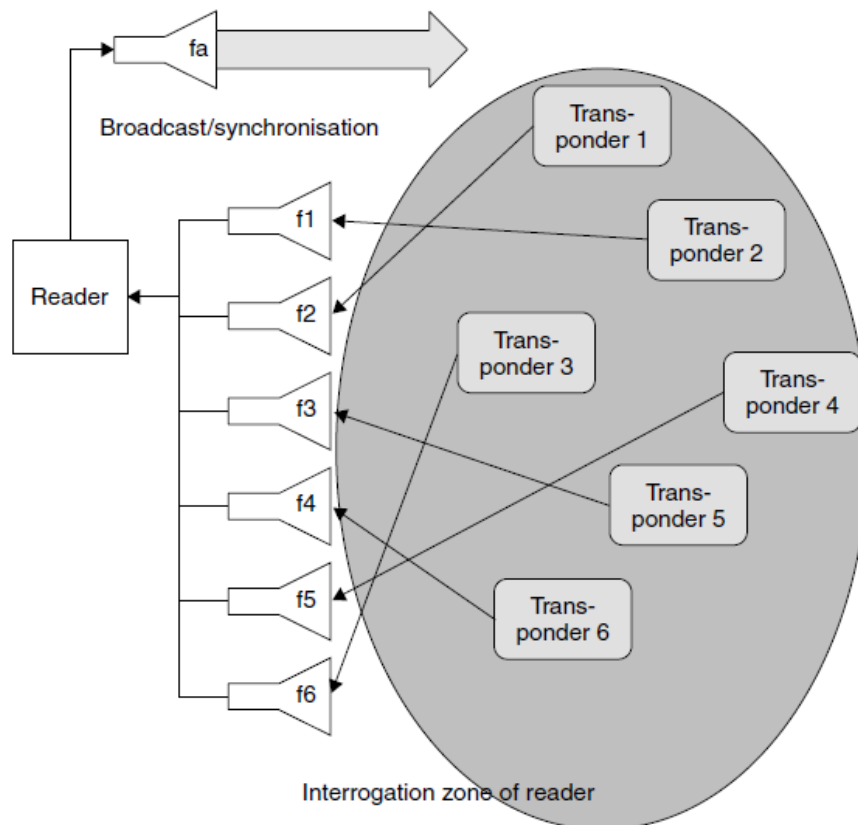 fa
Broadcast/synchronisation
Trans-
ponder 1
f1
Trans-
ponder 2
Reader
f2
Trans-
ponder 3
Trans-
ponder 4
f3
Trans-
ponder 5
f4
f5
Trans-
ponder 6
f6
Interrogation zone of reader